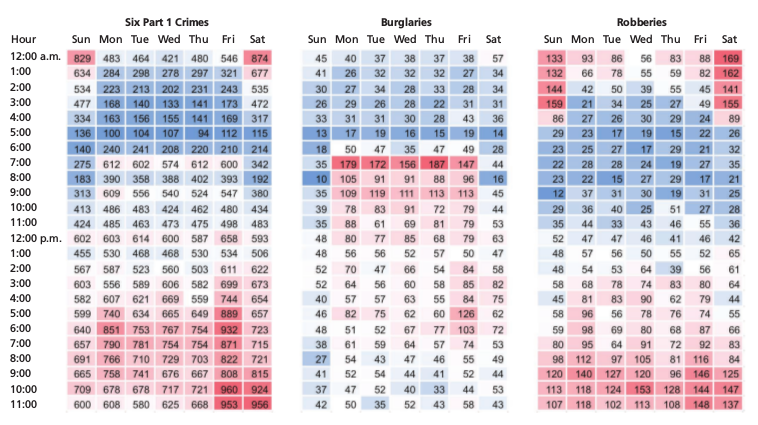 Six Part 1 Crimes Burglaries Robberies
Hour Sun Mon Tue Wed Thu Fri Sat Sun Mon Tue Wed Thu Fri Sat Sun Mon Tue Wed Thu Fri Sat
12:00 a.m. 829 483 464 421 480 546 874 45 40 37 38 37 38 57 133 93 86 56 83 88 169
1:00 634 284 298 278 297 321 677 41 26 32 32 32 27 34 132 66 78 55 59 82 162
2:00 534 223 213 202 231 243 535 30 27 34 28 33 28 34 144 42 50 39 55 45 141
3:00 477 168 140 133 141 173 472 26 29 26 28 22 31 31 159 21 34 25 27 49 155
4:00 334 163 156 155 141 169 317 33 31 31 30 28 43 36 86 27 26 30 29 24 89
5:00 136 100 104 107 94 112 115 13 17 19 16 15 19 14 29 23 17 19 15 22 26
6:00 140 240 241 208 220 217 210 18 50 47 35 47 49 28 23 25 17 29 21 31 32
7:00 275 612 602 574 612 600 342 35 179 172 156 187 147 44 22 28 28 24 19 27 35
8:00 183 390 358 388 352 393 192 10 105 91 91 88 96 16 23 22 15 27 29 17 21
9:00 313 609 556 540 524 547 380 35 109 119 111 113 113 45 12 37 31 30 19 31 25
10:00 413 486 483 424 462 480 434 39 78 83 91 72 79 44 29 36 40 25 51 27 28
11:00 424 485 463 473 475 498 483 35 88 61 69 81 79 53 35 44 33 43 46 55 36
12:00 p.m. 602 603 614 600 587 658 593 48 80 77 85 68 79 63 52 47 47 46 41 46 42
1:00 455 530 468 468 530 534 506 48 56 56 52 57 50 47 48 57 56 50 55 52 65
2:00 567 587 523 560 503 611 622 52 70 47 66 54 84 58 48 54 53 64 39 56 61
3:00 603 556 589 606 582 699 673 52 64 56 60 58 85 82 58 68 78 74 83 80 64
4:00 582 607 621 669 559 744 654 40 57 57 63 55 84 75 45 81 83 90 62 79 44
5:00 599 740 634 665 649 889 657 46 82 75 62 60 126 62 58 96 56 78 76 74 55
6:00 640 851 753 767 754 932 723 48 51 52 67 77 103 72 59 98 69 80 68 87 66
7:00 657 790 781 754 754 871 715 38 61 59 64 57 74 53 80 95 64 91 72 92 83
8:00 691 766 710 729 703 822 721 27 54 43 47 46 55 49 98 112 97 105 81 116 84
9:00 665 758 741 676 667 808 815 41 52 54 44 41 54 52 120 140 127 120 96 146 125
10:00 709 678 678 717 721 960 924 37 47 52 40 33 44 53 113 118 124 153 128 144 147
11:00 600 608 580 625 668 953 956 42 50 35 52 43 58 43 107 118 102 113 108 148 137